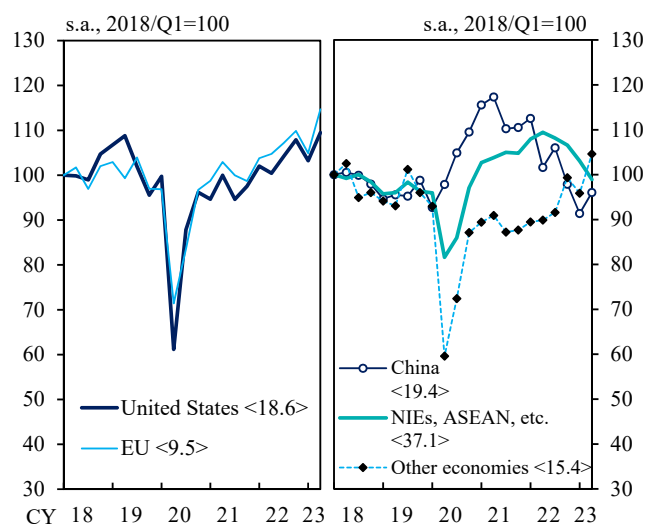 s.a., 2018/Q1=100
s.a., 2018/Q1=100
130
120
110
100
90
80
70
60
50
40
30
130
120
110
100
90
80
70
60
50
40
30
United States <18.6>
EU <9.5>
China
<19.4>
NIEs, ASEAN, etc.
<37.1>
Other economies <15.4>
CY 18 19 20 21 22 23
18 19 20 21 22 23